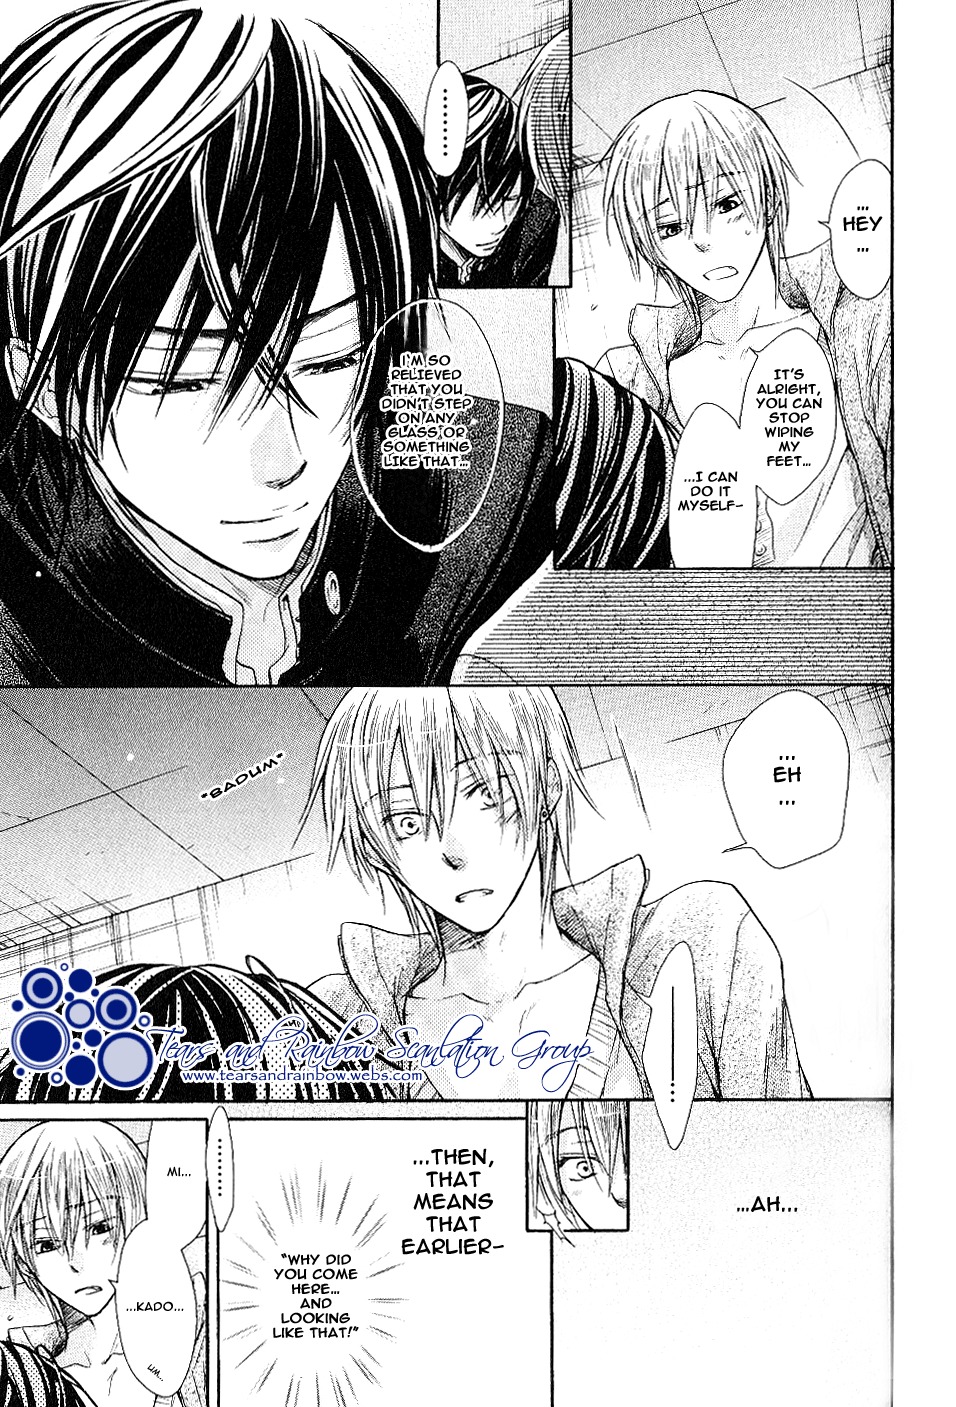 ...
HEY
...
IT'S
ALRIGHT,
YOU CAN
STOP
WIPING
MY
FEET...
...I CAN
DO IT
MYSELF-
.........
I'M SO
RELIEVED
THAT YOU
DIDN'T STEP
ON ANY
GLASS OR
SOMETHING
LIKE THAT...
...
EH
...
*BADUM*
Tears and Rainbow Scanlation Group
www.tearsandrainbow.webs.com
...AH...
...THEN,
THAT
MEANS
THAT
EARLIER-
"WHY DID
YOU COME
HERE...
AND
LOOKING
LIKE THAT!"
MI...
...KADO...
UM...